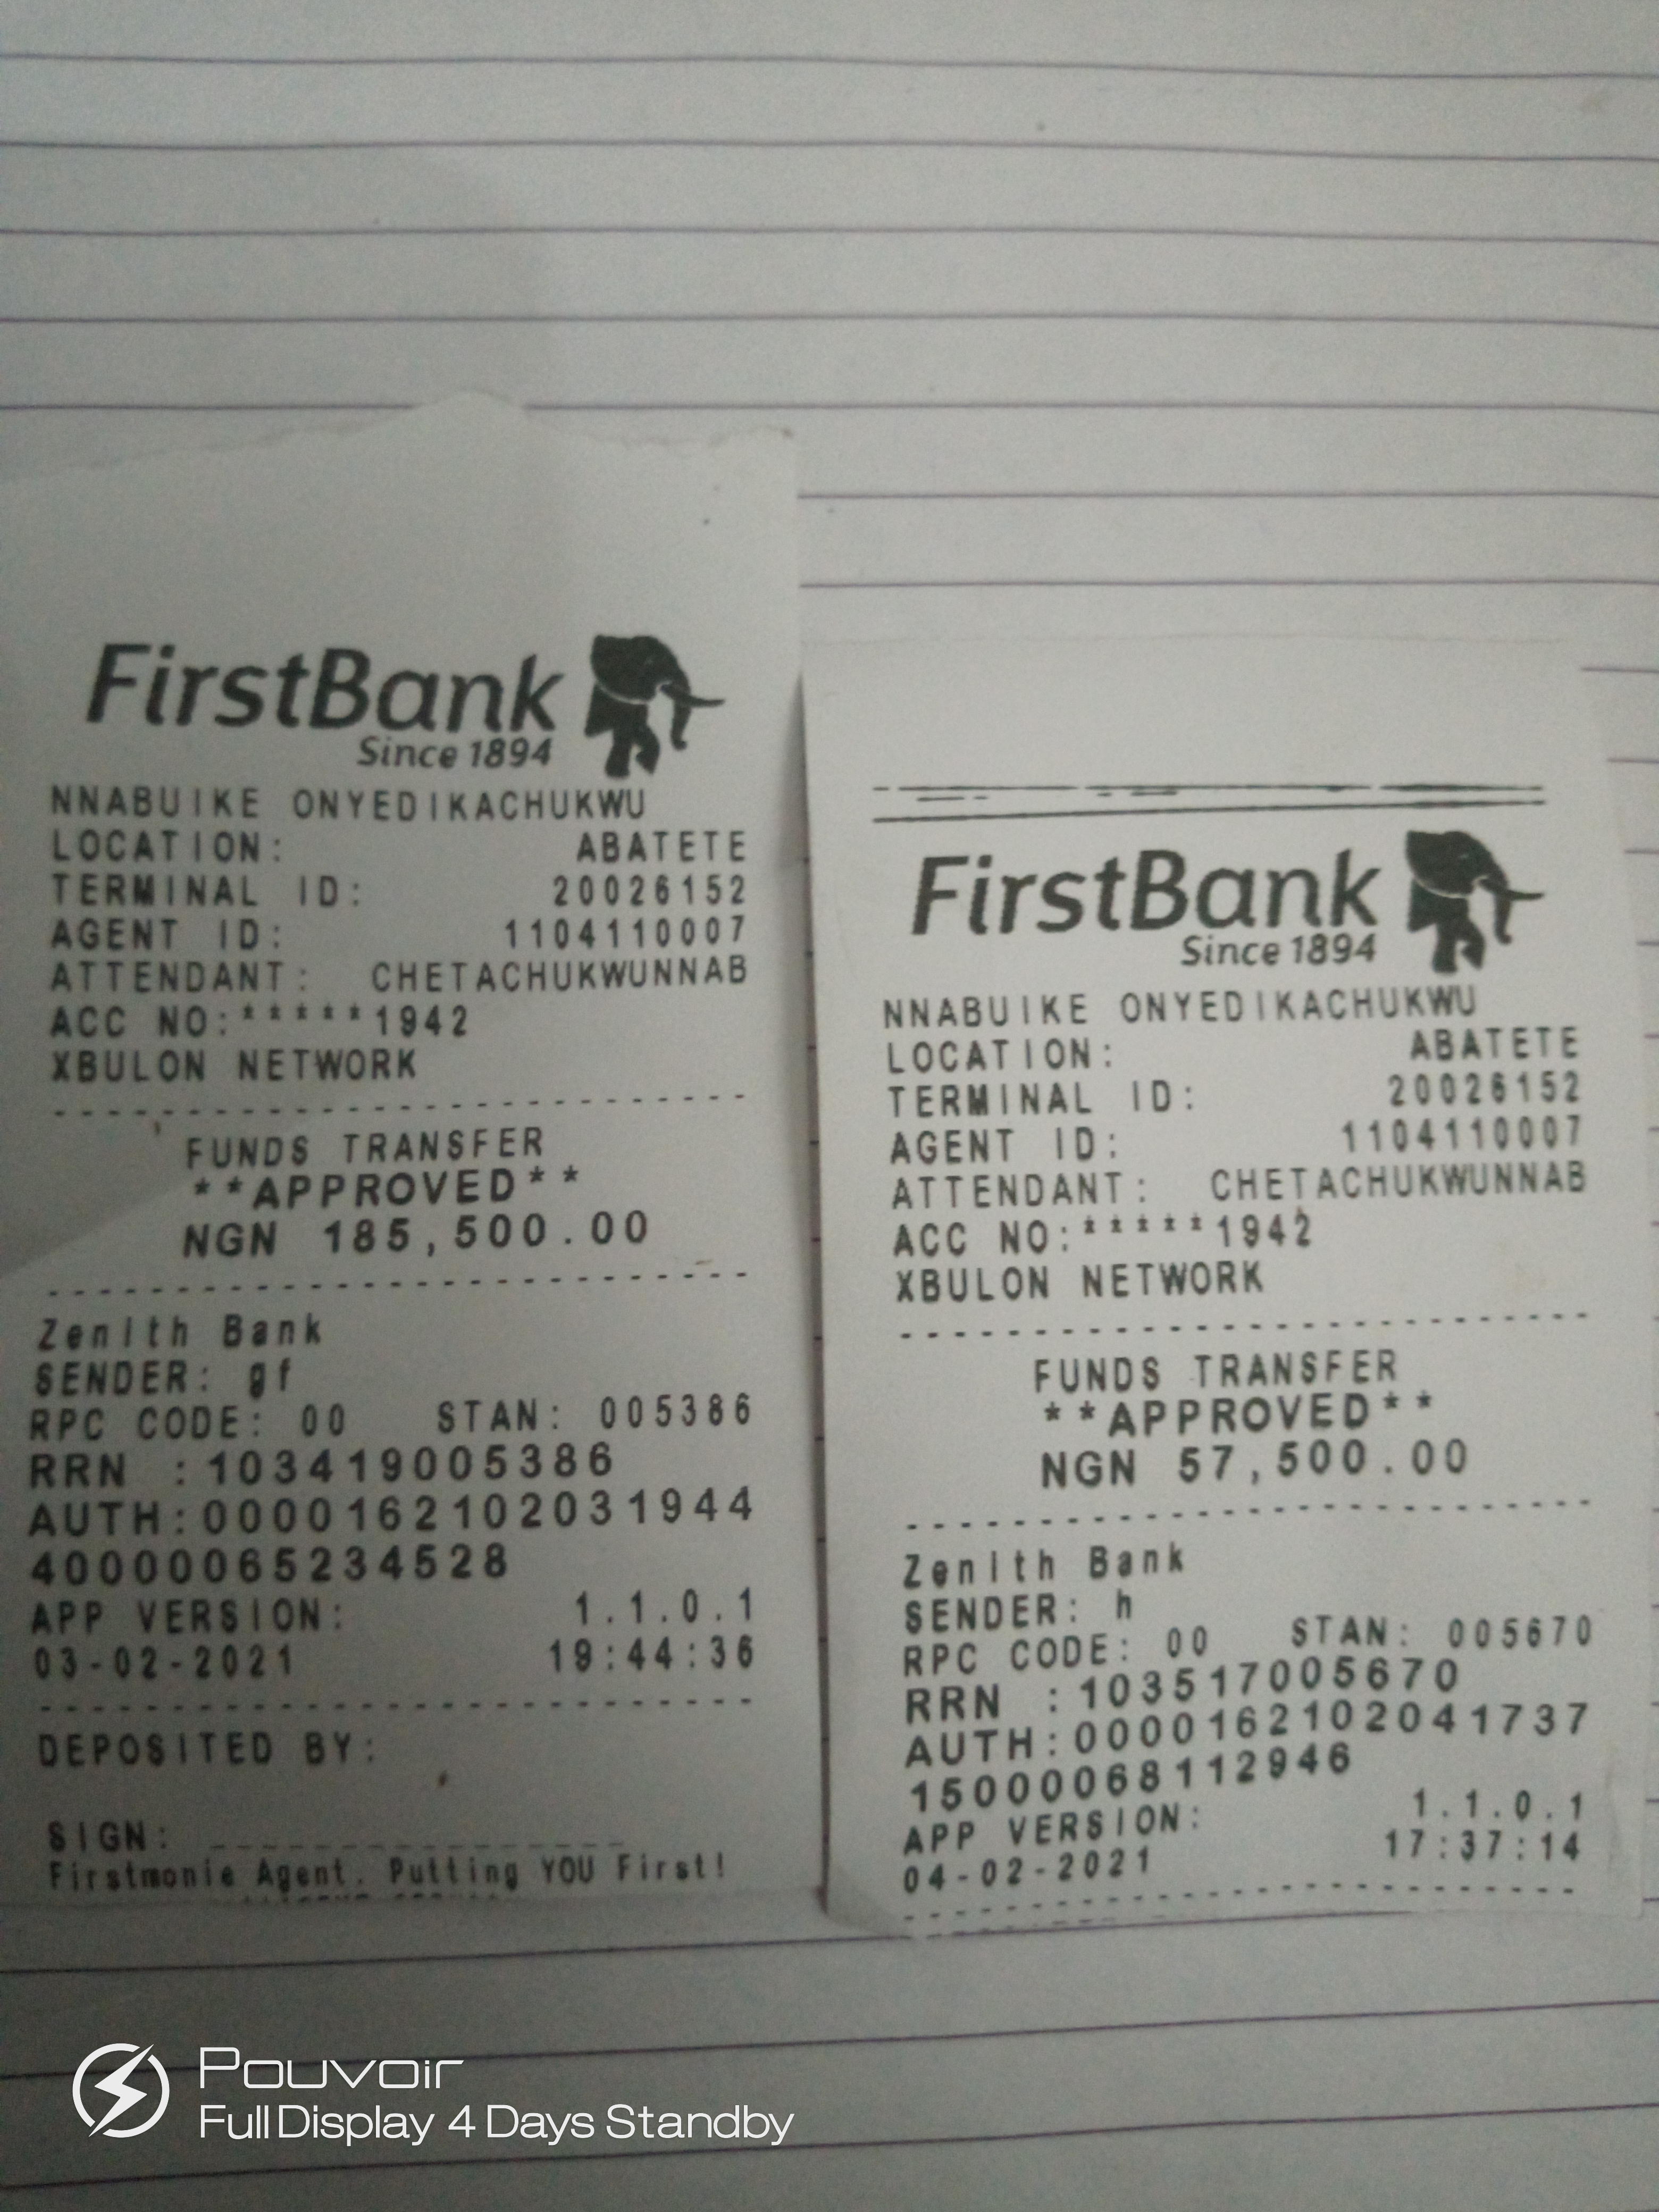 FirstBank
Since 1894
NNABUIKE ONYEDIKACHUKWU
LOCATION: ABATETE
TERMINAL ID: 20026152
AGENT ID: 1104110007
ATTENDANT: CHETACHUKWUNNAB
ACC NO:*****1942
XBULON NETWORK
FUNDS TRANSFER
**APPROVED**
NGN 185,500.00
Zenith Bank
SENDER: gf
RPC CODE: 00 STAN: 005386
RRN :103419005386
AUTH:0000162102031944
40000065234528
APP VERSION: 1.1.0.1
03-02-2021 19:44:36
DEPOSITED BY:
SIGN:
Firstmonie Agent. Putting YOU First!
FirstBank
Since 1894
NNABUIKE ONYEDIKACHUKWU
LOCATION: ABATETE
TERMINAL ID: 20026152
AGENT ID: 1104110007
ATTENDANT: CHETACHUKWUNNAB
ACC NO:*****1942
XBULON NETWORK
FUNDS TRANSFER
**APPROVED**
NGN 57,500.00
Zenith Bank
SENDER: h
RPC CODE: 00 STAN: 005670
RRN :103517005670
AUTH:0000162102041737
15000068112946
APP VERSION: 1.1.0.1
04-02-2021 17:37:14
Pouvoir
Full Display 4 Days Standby